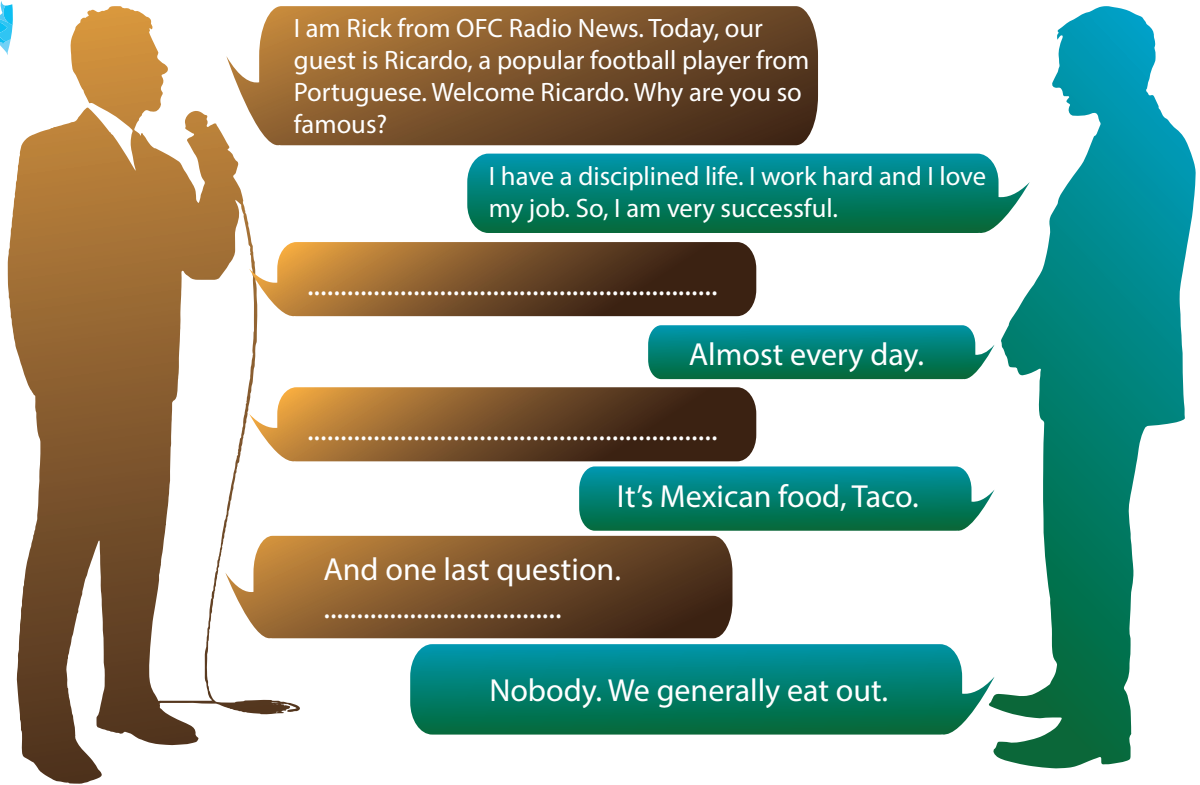 I am Rick from OFC Radio News. Today, our
guest is Ricardo, a popular football player from
Portuguese. Welcome Ricardo. Why are you so
famous?
I have a disciplined life. I work hard and I love
my job. So, I am very successful.
...............................................................
Almost every day.
...............................................................
It's Mexican food, Taco.
And one last question.
....................................
Nobody. We generally eat out.